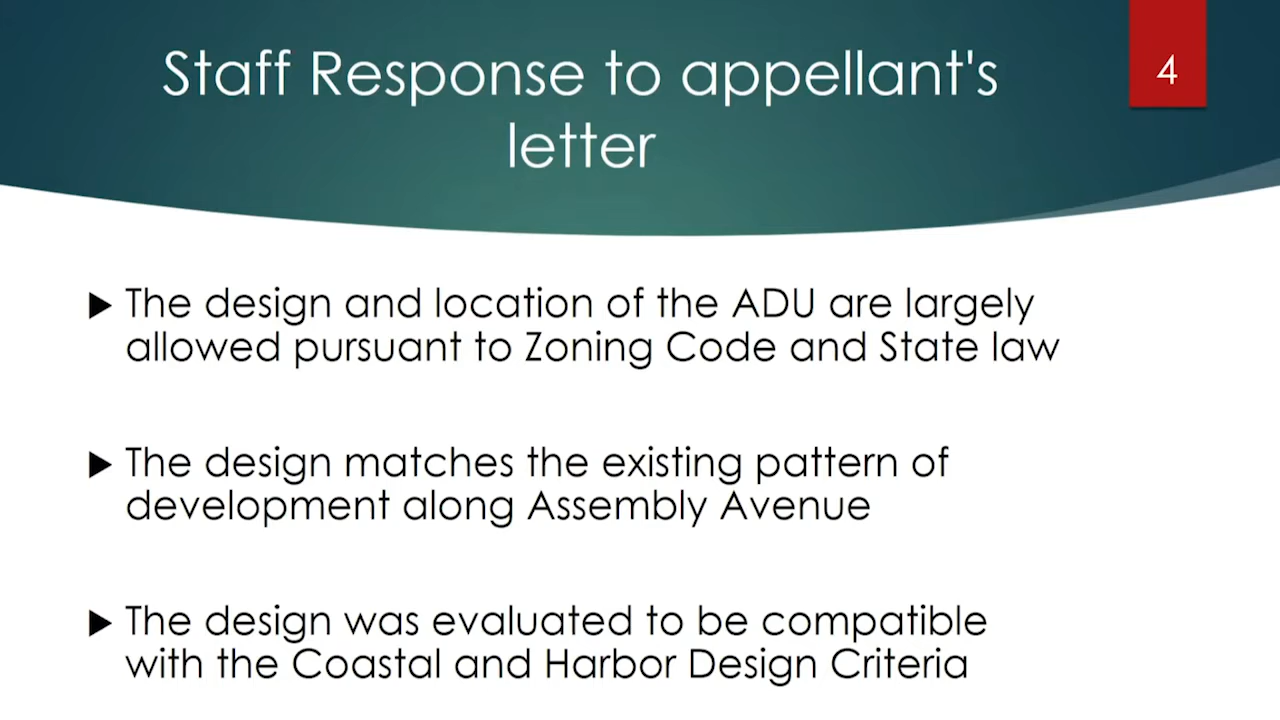 Staff Response to appellant's
letter
4
The design and location of the ADU are largely
allowed pursuant to Zoning Code and State law
The design matches the existing pattern of
development along Assembly Avenue
The design was evaluated to be compatible
with the Coastal and Harbor Design Criteria